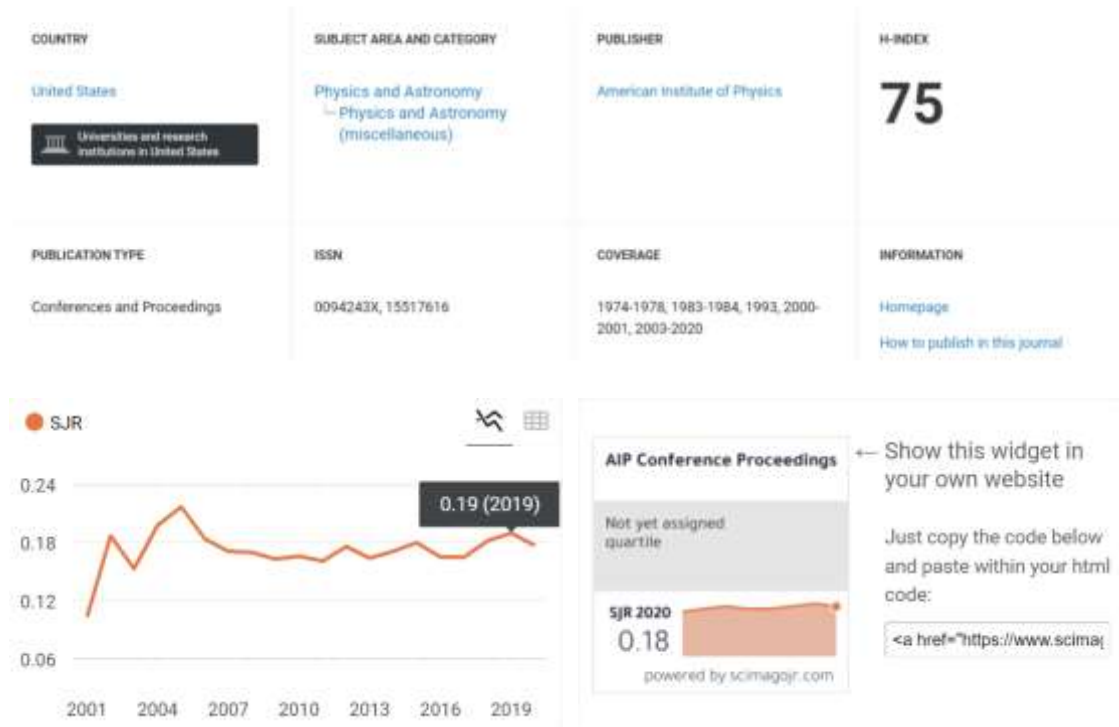 COUNTRY
United States
Universities and research
institutions in United States
SUBJECT AREA AND CATEGORY
Physics and Astronomy
Physics and Astronomy
(miscellaneous)
PUBLISHER
American Institute of Physics
H-INDEX
75
PUBLICATION TYPE
Conferences and Proceedings
ISSN
0094243X, 15517616
COVERAGE
1974-1978, 1983-1984, 1993, 2000-
2001, 2003-2020
INFORMATION
Homepage
How to publish in this journal
SJR
0.24
0.19 (2019)
0.18
0.12
0.06
2001 2004 2007 2010 2013 2016 2019
AIP Conference Proceedings
Not yet assigned
quartile
SJR 2020
0.18
powered by scimagojr.com
← Show this widget in
your own website
Just copy the code below
and paste within your html
code:
<a href="https://www.scimag